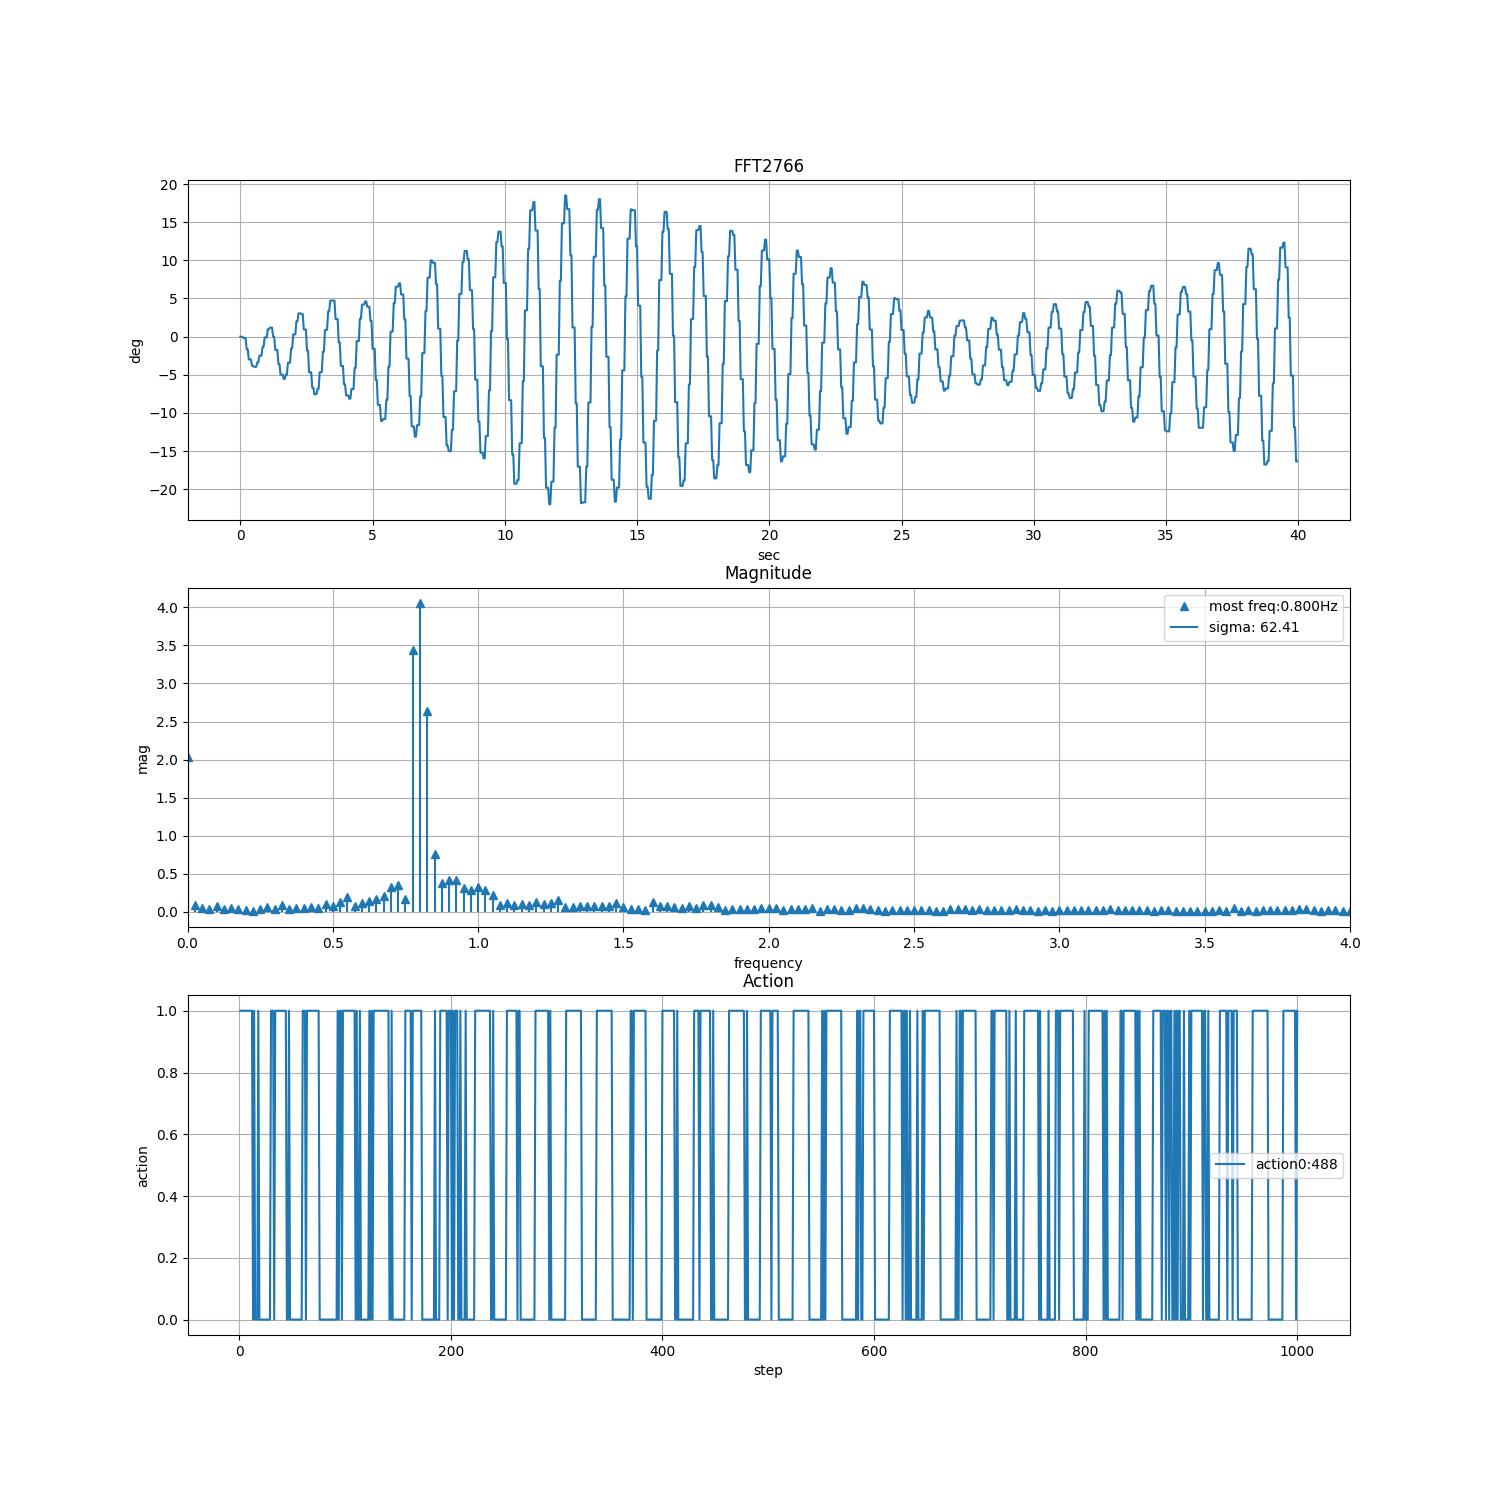 FFT2766
20
15
10
5
0
−5
−10
−15
−20
deg
0 5 10 15 20 25 30 35 40
sec
Magnitude
4.0
3.5
3.0
2.5
2.0
1.5
1.0
0.5
0.0
mag
most freq:0.800Hz
sigma: 62.41
0.0 0.5 1.0 1.5 2.0 2.5 3.0 3.5 4.0
frequency
Action
1.0
0.8
0.6
0.4
0.2
0.0
action
action0:488
0 200 400 600 800 1000
step